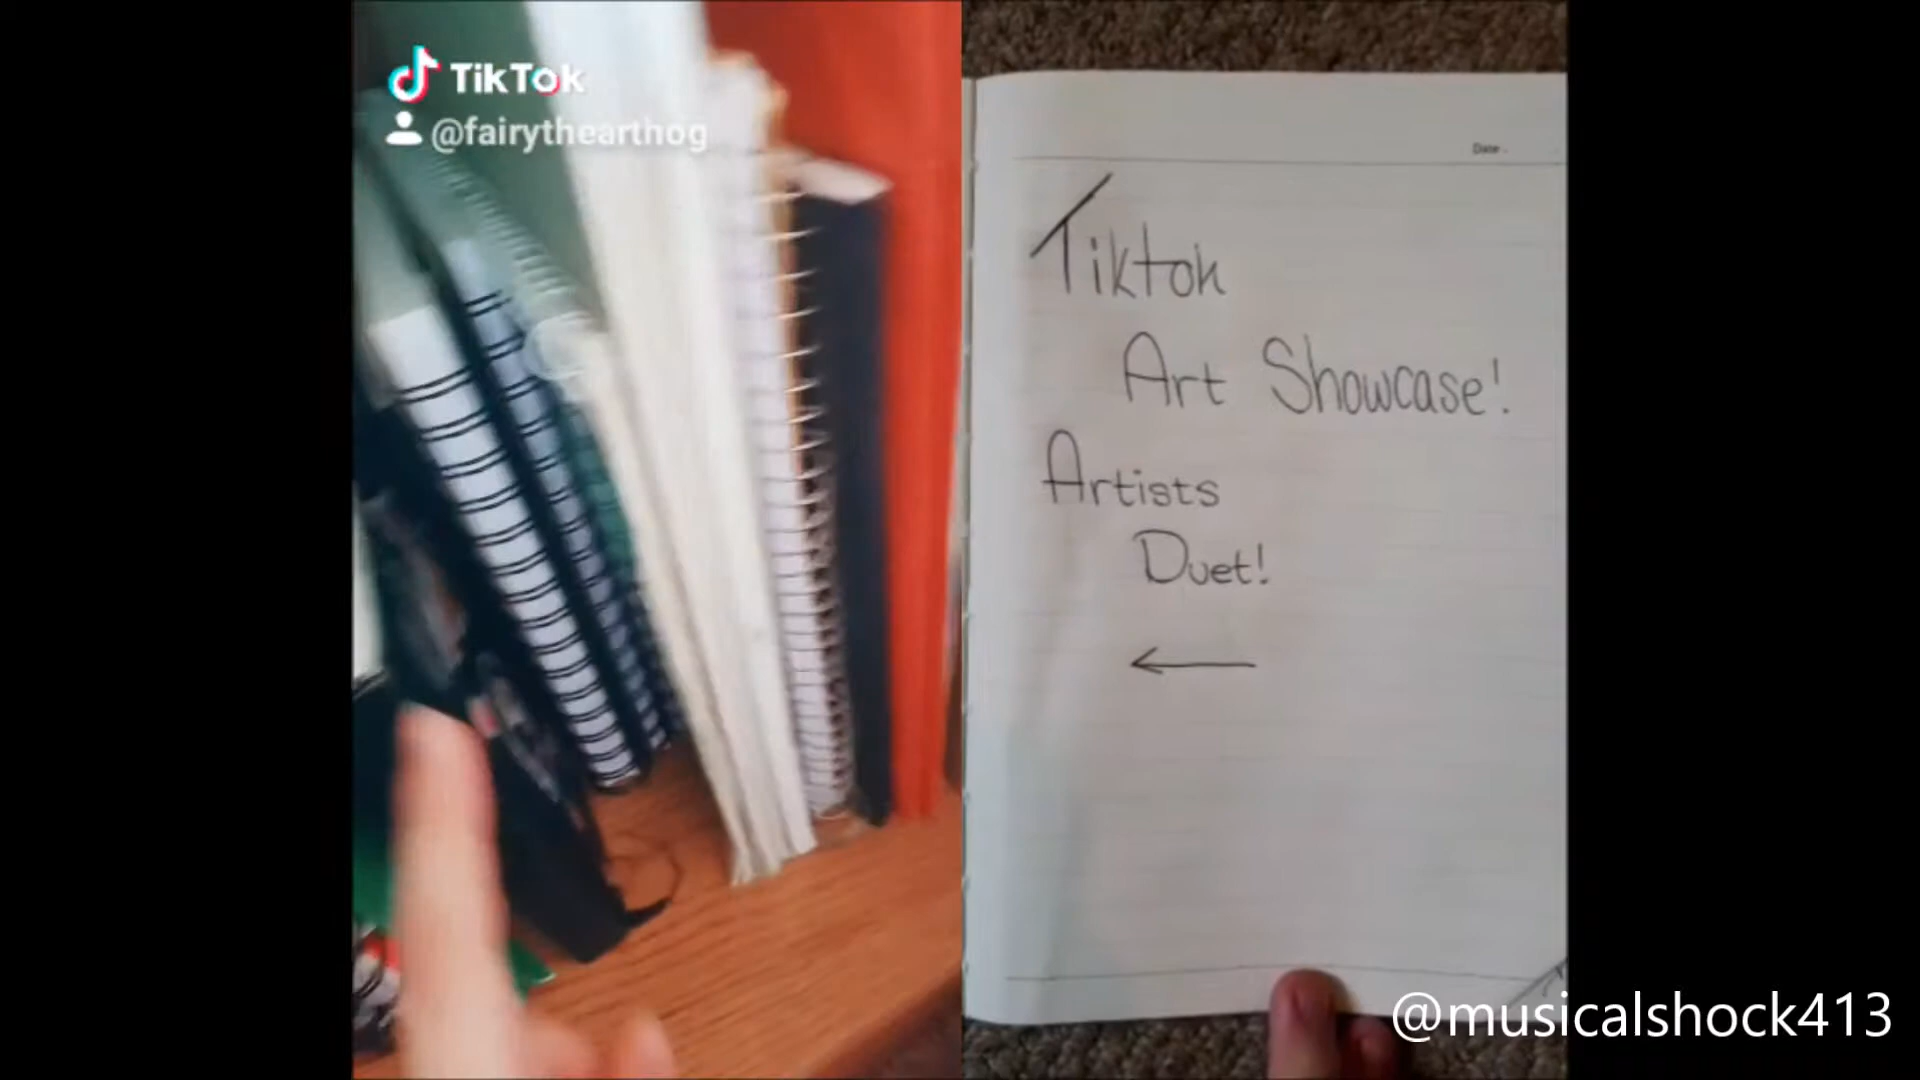 TikTok
@fairythearthog
Date.
Tiktok
Art Showcase!
Artists
Duet!
@musicalshock413